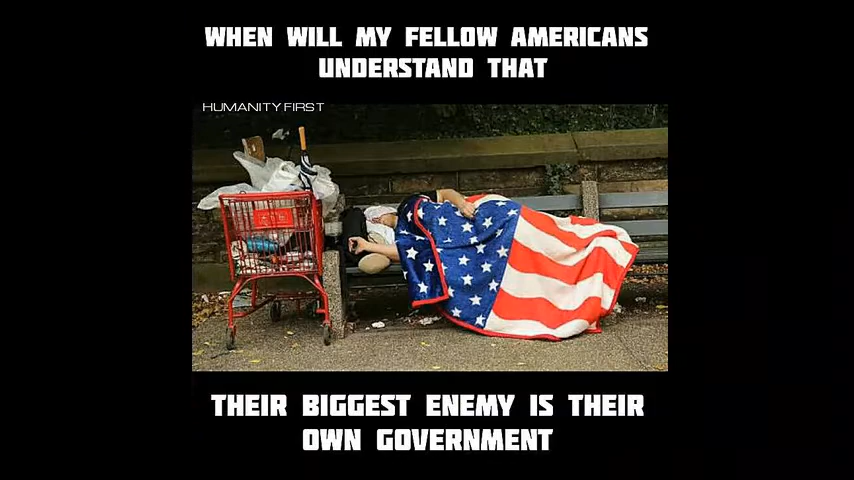 WHEN WILL MY FELLOW AMERICANS
UNDERSTAND THAT
HUMANITY FIRST
THEIR BIGGEST ENEMY IS THEIR
OWN GOVERNMENT